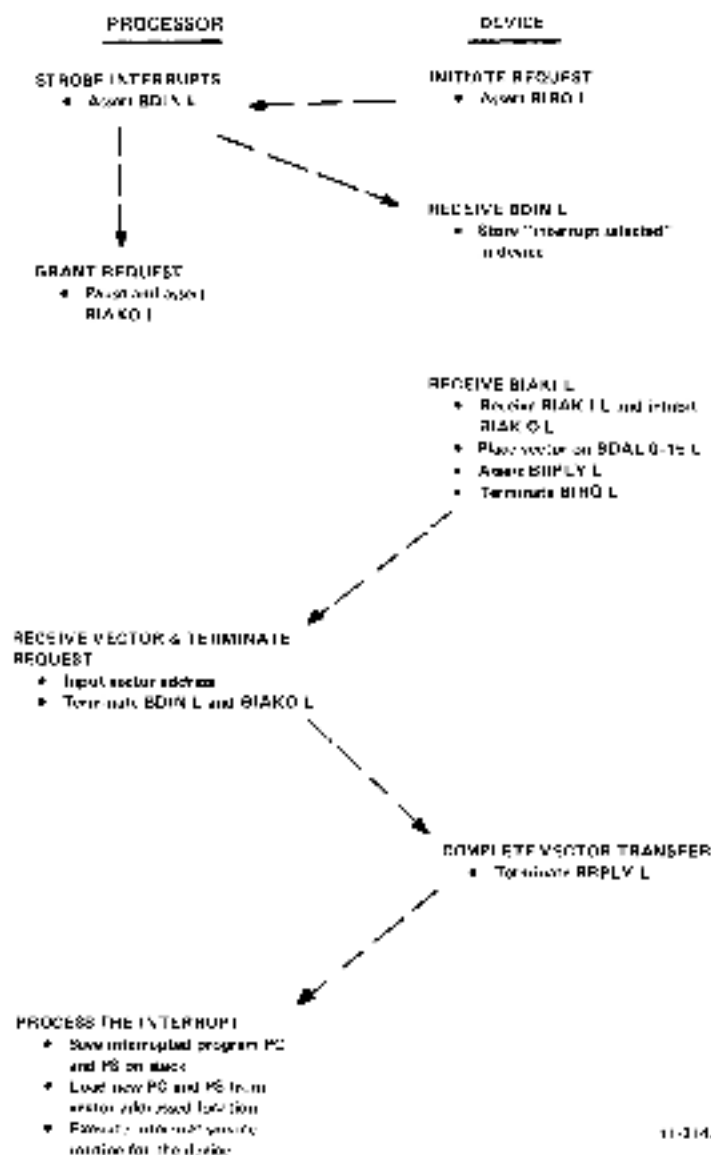 PROCESSOR
DEVICE
STROBE INTERRUPTS
• Assert BDIN L
INITIATE REQUEST
• Assert BIRQ L
RECEIVE BDIN L
• Store "interrupt selected"
in device
GRANT REQUEST
• Pause and assert
BIAKO L
RECEIVE BIAKI L
• Receive BIAKI L and inhibit
BIAKO L
• Place vector on BDAL 0-15 L
• Assert BRPLY L
• Terminate BIRQ L
RECEIVE VECTOR & TERMINATE
REQUEST
• Input vector address
• Terminate BDIN L and BIAKO L
COMPLETE VECTOR TRANSFER
• Terminate BRPLY L
PROCESS THE INTERRUPT
• Save interrupted program PC
and PS on stack
• Load new PC and PS from
vector addressed location
• Execute interrupt service
routine for the device